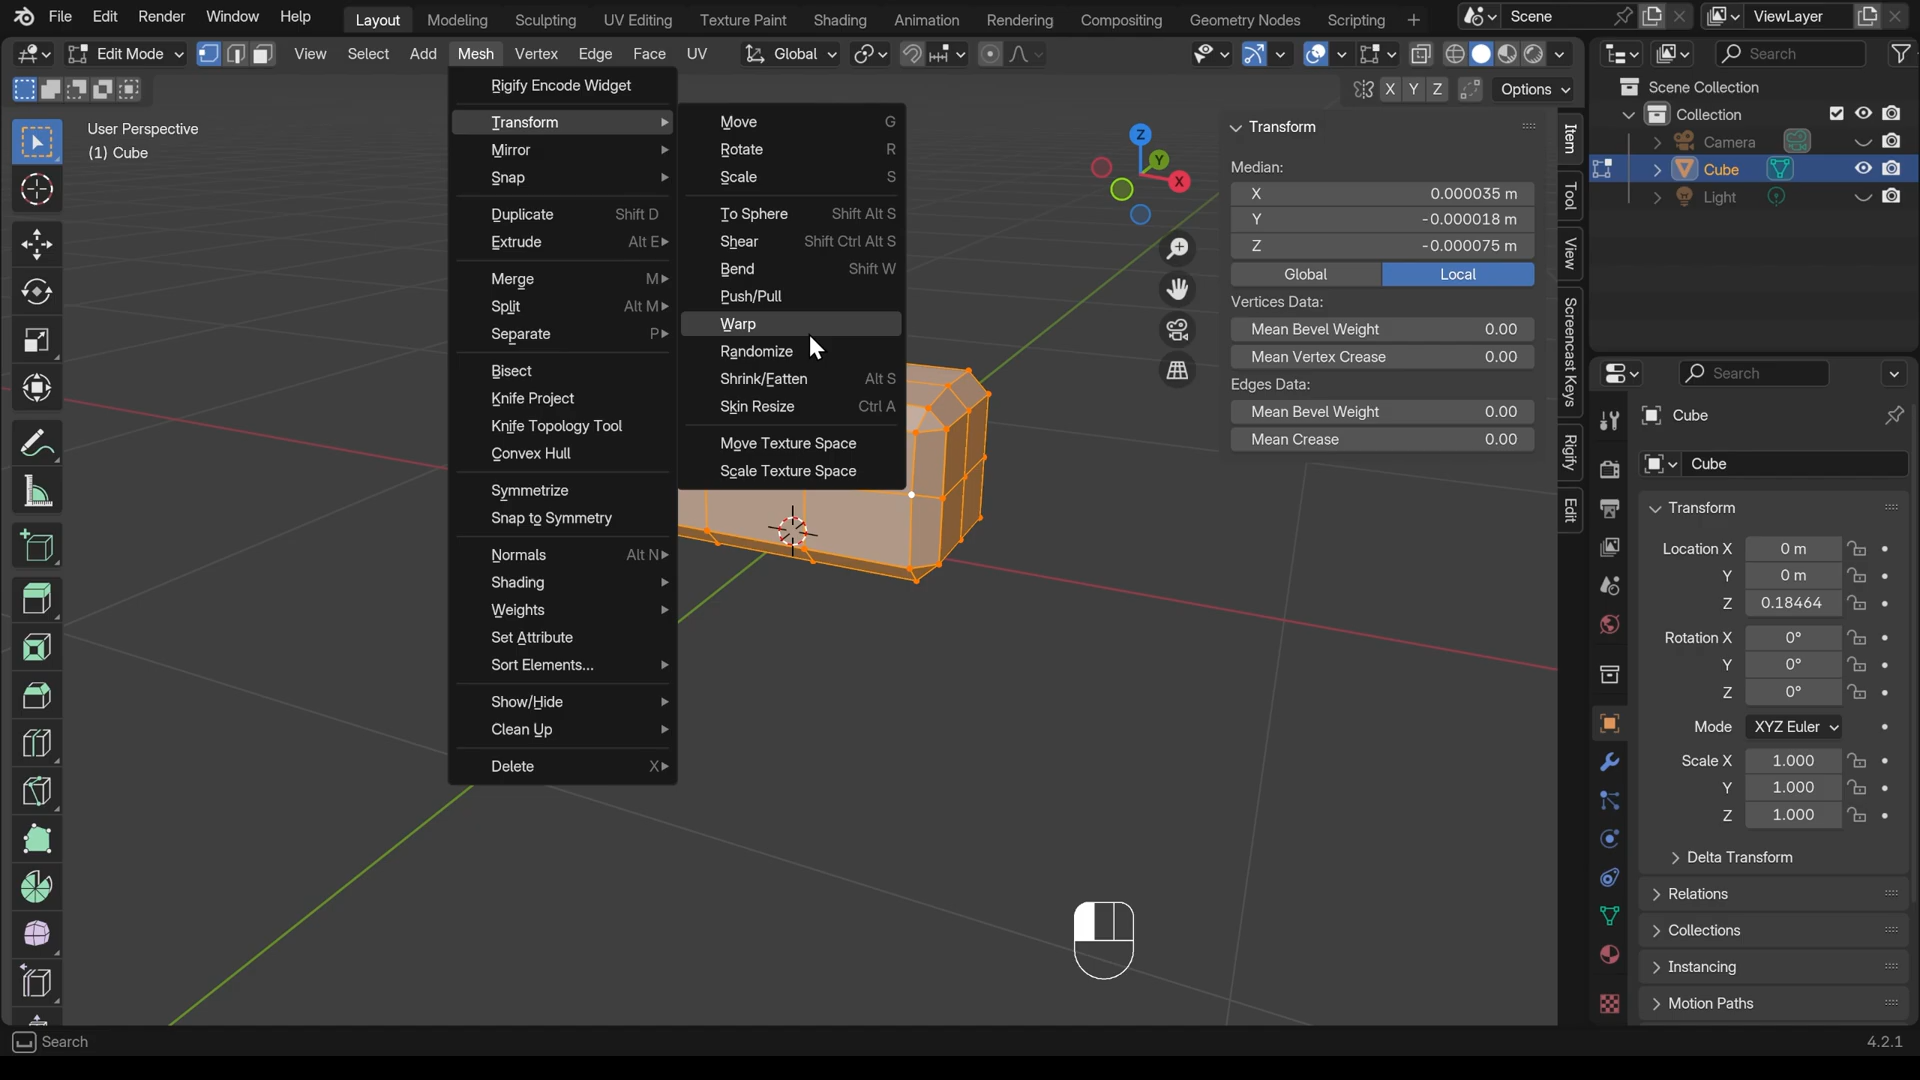 File Edit Render Window Help Layout Modeling Sculpting UV Editing Texture Paint Shading Animation Rendering Compositing Geometry Nodes Scripting + Scene ViewLayer
Edit Mode View Select Add Mesh Vertex Edge Face UV Global Search
X Y Z Options
User Perspective
(1) Cube
Rigify Encode Widget
Transform
Mirror
Snap
Duplicate Shift D
Extrude Alt E
Merge M
Split Alt M
Separate P
Bisect
Knife Project
Knife Topology Tool
Convex Hull
Symmetrize
Snap to Symmetry
Normals Alt N
Shading
Weights
Set Attribute
Sort Elements...
Show/Hide
Clean Up
Delete X
Move G
Rotate R
Scale S
To Sphere Shift Alt S
Shear Shift Ctrl Alt S
Bend Shift W
Push/Pull
Warp
Randomize
Shrink/Fatten Alt S
Skin Resize Ctrl A
Move Texture Space
Scale Texture Space
Z
Y
X
Transform
Median:
X 0.000035 m
Y -0.000018 m
Z -0.000075 m
Global Local
Vertices Data:
Mean Bevel Weight 0.00
Mean Vertex Crease 0.00
Edges Data:
Mean Bevel Weight 0.00
Mean Crease 0.00
Item
Tool
View
Screencast Keys
Rigify
Edit
Scene Collection
Collection
Camera
Cube
Light
Search
Cube
Cube
Transform
Location X 0 m
Y 0 m
Z 0.18464
Rotation X 0°
Y 0°
Z 0°
Mode XYZ Euler
Scale X 1.000
Y 1.000
Z 1.000
Delta Transform
Relations
Collections
Instancing
Motion Paths
Search 4.2.1